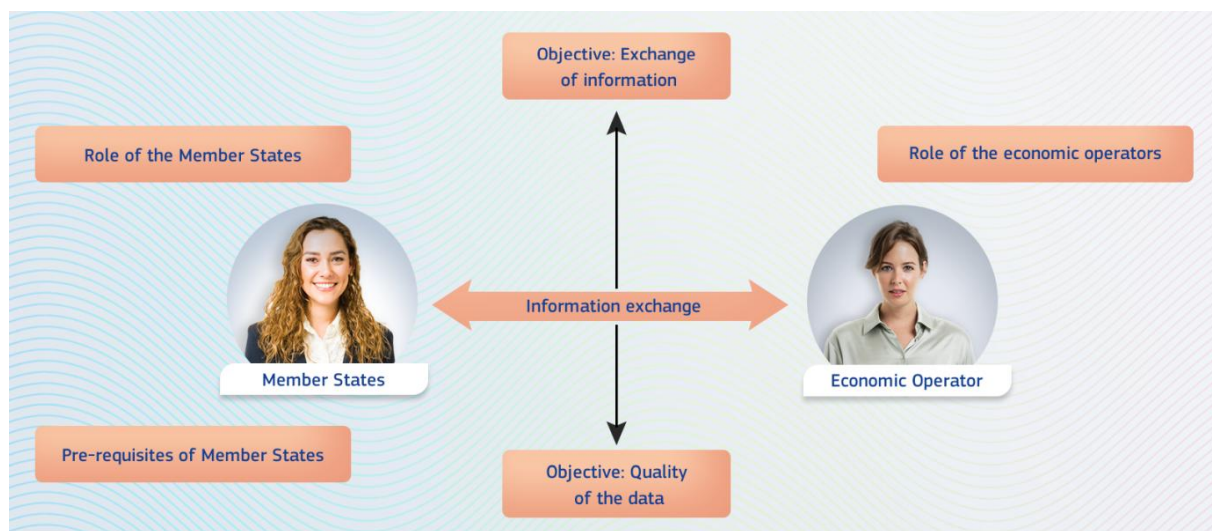 Objective: Exchange
of information
Role of the Member States
Role of the economic operators
Information exchange
Member States
Economic Operator
Pre-requisites of Member States
Objective: Quality
of the data